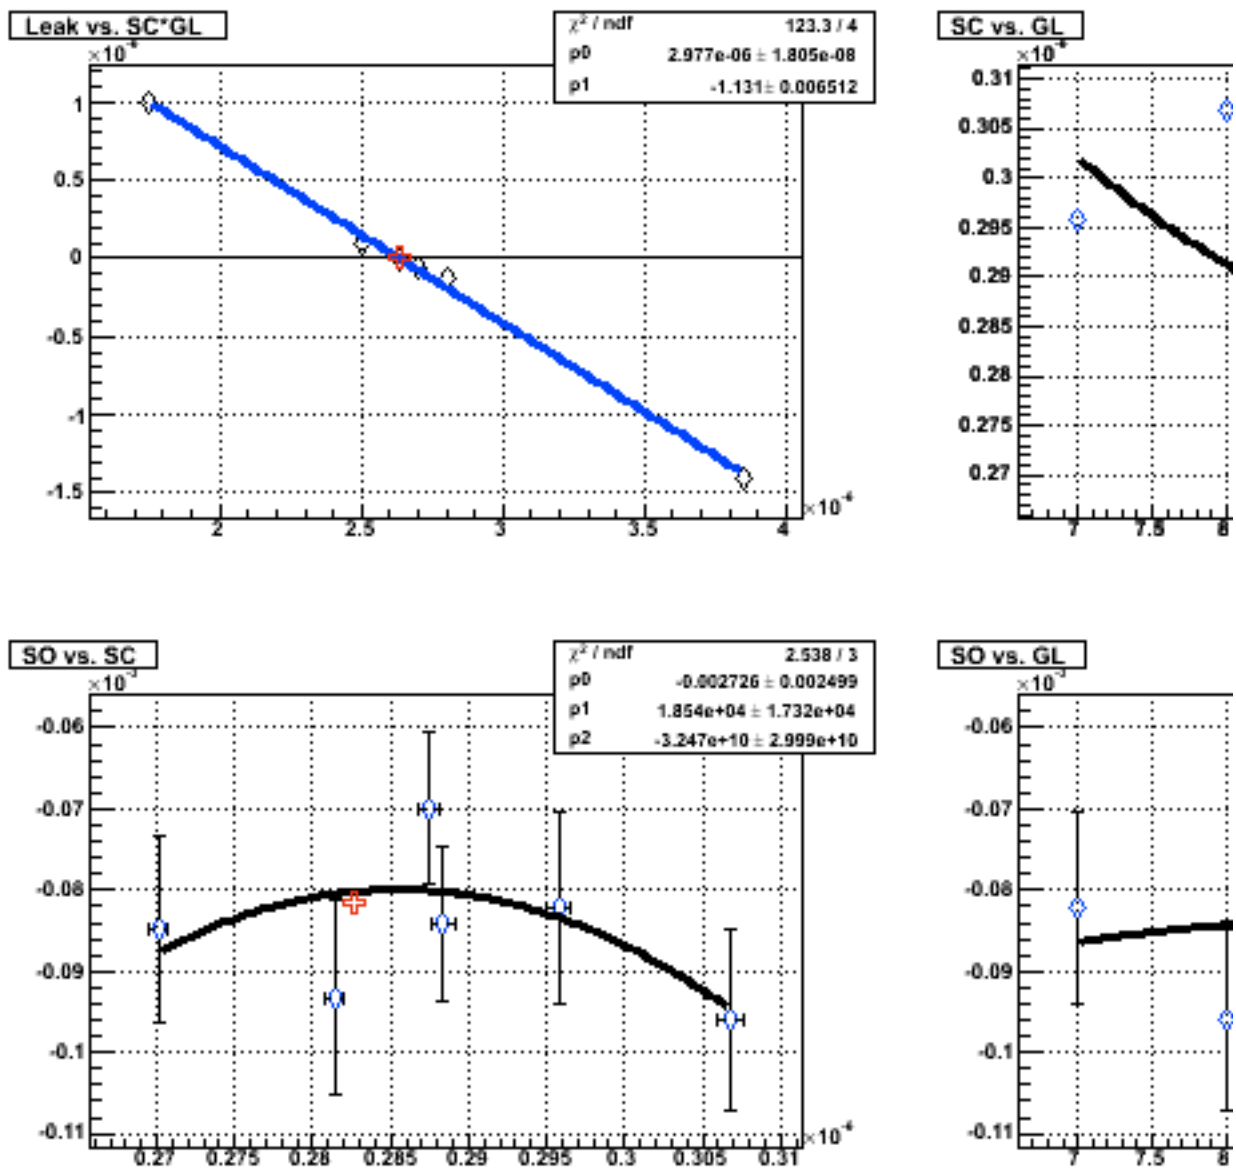 Leak vs. SC*GL
×10⁻⁶
χ² / ndf 123.3 / 4
p0 2.977e-06 ± 1.805e-08
p1 -1.131± 0.006512
1
0.5
0
-0.5
-1
-1.5
2 2.5 3 3.5 4
×10⁻⁶
SC vs. GL
×10⁻⁶
0.31
0.305
0.3
0.295
0.29
0.285
0.28
0.275
0.27
7 7.5 8
SO vs. SC
×10⁻³
χ² / ndf 2.538 / 3
p0 -0.002726 ± 0.002499
p1 1.854e+04 ± 1.732e+04
p2 -3.247e+10 ± 2.999e+10
-0.06
-0.07
-0.08
-0.09
-0.1
-0.11
0.27 0.275 0.28 0.285 0.29 0.295 0.3 0.305 0.31
×10⁻⁶
SO vs. GL
×10⁻³
-0.06
-0.07
-0.08
-0.09
-0.1
-0.11
7 7.5 8